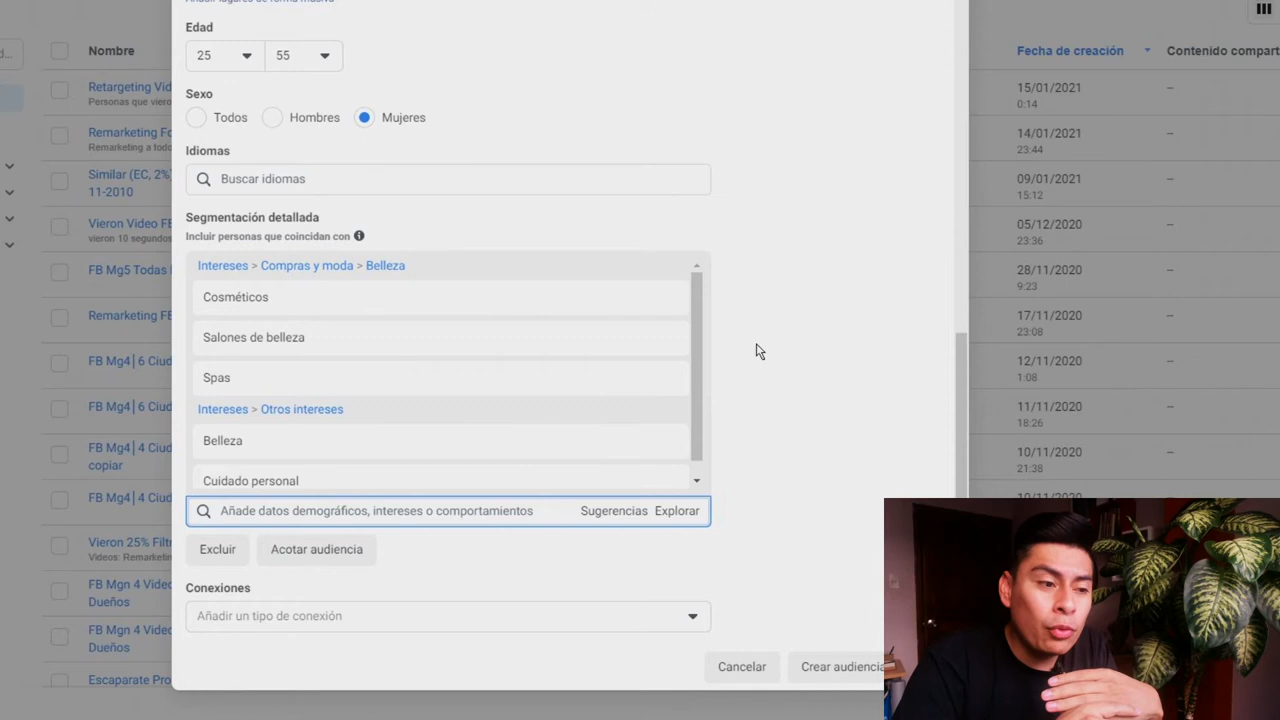 Edad
25
55
Sexo
Todos
Hombres
Mujeres
Idiomas
Buscar idiomas
Segmentación detallada
Incluir personas que coincidan con
Intereses > Compras y moda > Belleza
Cosméticos
Salones de belleza
Spas
Intereses > Otros intereses
Belleza
Cuidado personal
Añade datos demográficos, intereses o comportamientos
Sugerencias
Explorar
Excluir
Acotar audiencia
Conexiones
Añadir un tipo de conexión
Cancelar
Crear audiencia
Nombre
Retargeting Vid
Personas que viero
Remarketing Fo
Remarketing a todo
Similar (EC, 2%)
11-2010
Vieron Video FB
vieron 10 segundos
FB Mg5 Todas
Remarketing FB
FB Mg4| 6 Ciud
FB Mg4| 6 Ciud
FB Mg4| 4 Ciud
copiar
FB Mg4| 4 Ciud
Vieron 25% Filtr
Videos: Remarketin
FB Mgn 4 Video
Dueños
FB Mgn 4 Video
Dueños
Escaparate Pro
Fecha de creación
Contenido compart
15/01/2021
0:14
–
14/01/2021
23:44
–
09/01/2021
15:12
–
05/12/2020
23:36
–
28/11/2020
9:23
–
17/11/2020
23:08
–
12/11/2020
1:08
–
11/11/2020
18:26
–
10/11/2020
21:38
–